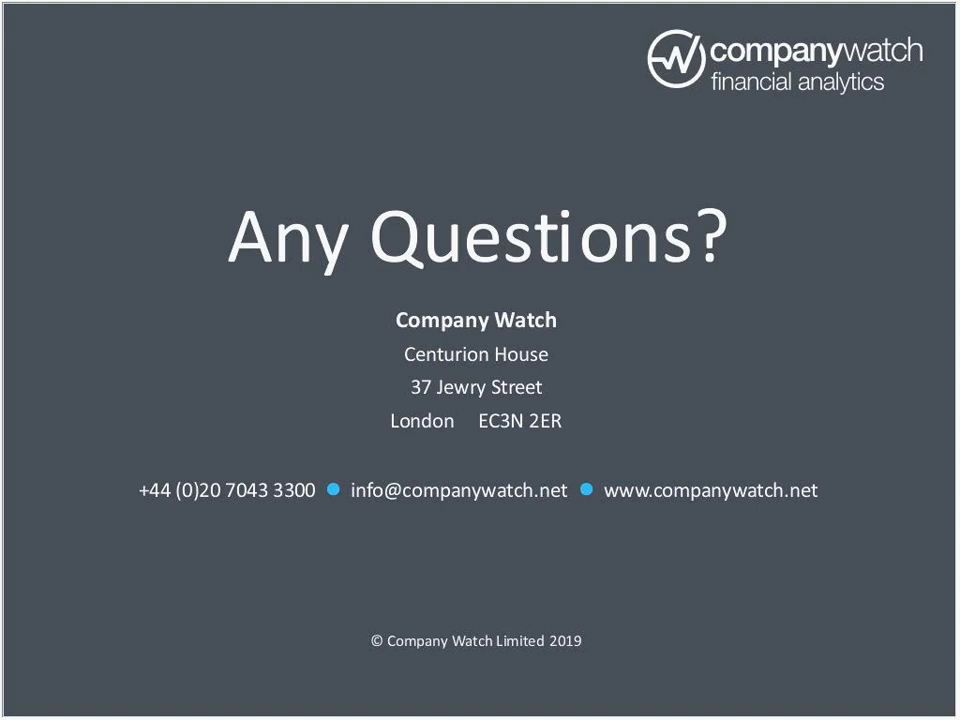 companywatch
financial analytics
Any Questions?
Company Watch
Centurion House
37 Jewry Street
London EC3N 2ER
+44 (0)20 7043 3300 ● info@companywatch.net ● www.companywatch.net
© Company Watch Limited 2019